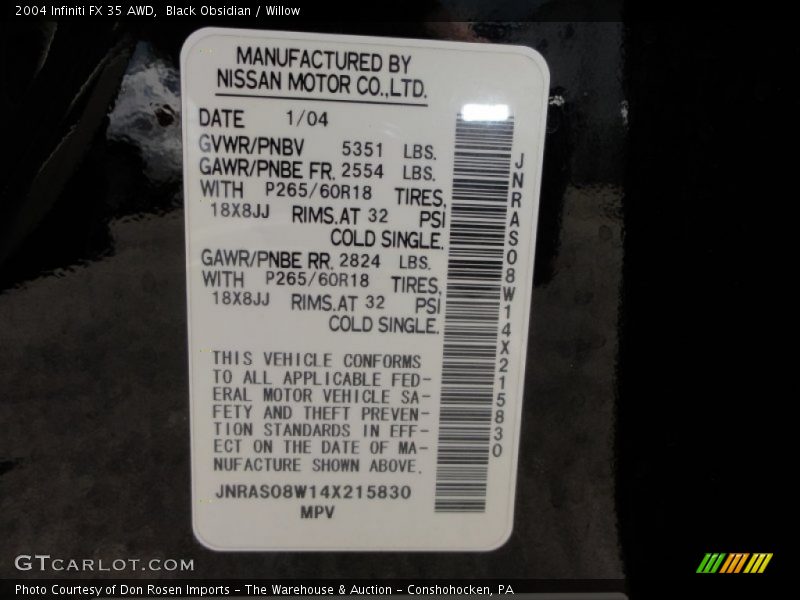 2004 Infiniti FX 35 AWD, Black Obsidian / Willow
MANUFACTURED BY
NISSAN MOTOR CO.,LTD.
DATE 1/04
GVWR/PNBV 5351 LBS.
GAWR/PNBE FR. 2554 LBS.
WITH P265/60R18 TIRES,
18X8JJ RIMS.AT 32 PSI
COLD SINGLE.
GAWR/PNBE RR. 2824 LBS.
WITH P265/60R18 TIRES,
18X8JJ RIMS.AT 32 PSI
COLD SINGLE.
THIS VEHICLE CONFORMS
TO ALL APPLICABLE FED-
ERAL MOTOR VEHICLE SA-
FETY AND THEFT PREVEN-
TION STANDARDS IN EFF-
ECT ON THE DATE OF MA-
NUFACTURE SHOWN ABOVE.
JNRAS08W14X215830
MPV
JNRAS08W14X215830
GTCARLOT.COM
Photo Courtesy of Don Rosen Imports - The Warehouse & Auction - Conshohocken, PA